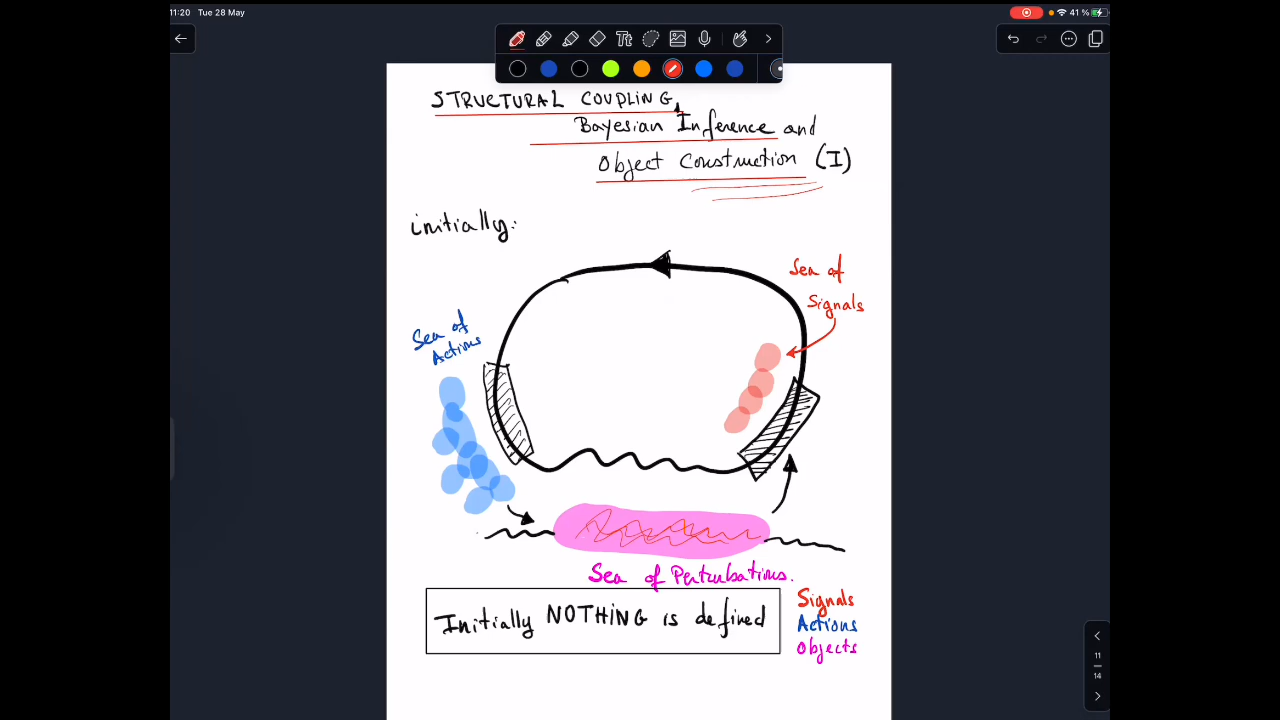 11:20 Tue 28 May
41 %
Tt
STRUCTURAL COUPLING,
Bayesian Inference and
Object Construction (I)
initially:
Sea of
Signals
Sea of
Actions
Sea of Perturbations.
Initially NOTHING is defined
Signals
Actions
Objects
11
14